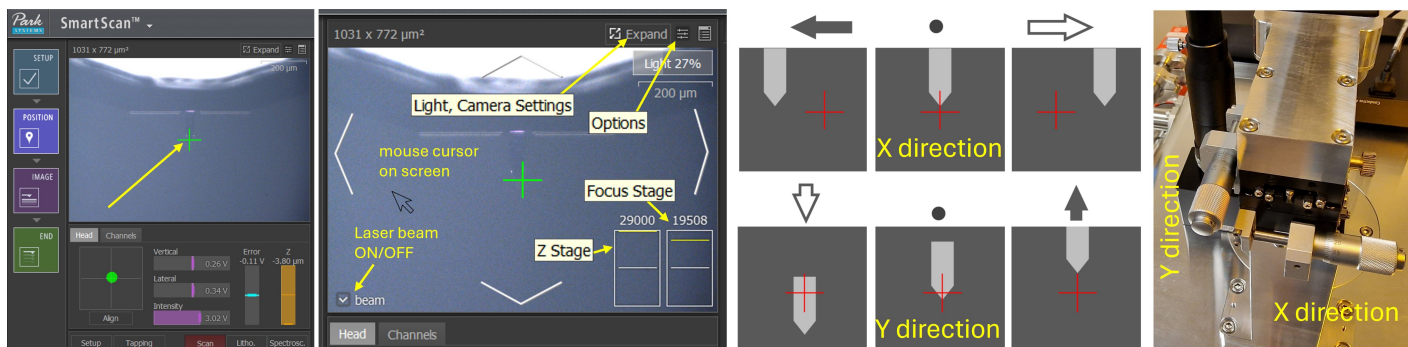 Park
SYSTEMS
SmartScan™
SETUP
POSITION
IMAGE
END
1031 x 772 µm²
Expand
200 µm
Head
Channels
Vertical
0.26 V
Lateral
0.34 V
Intensity
3.02 V
Align
Error
-0.11 V
Z
-3.80 µm
Setup
Tapping
Scan
Litho.
Spectrosc.
1031 x 772 µm²
Expand
Light 27%
200 µm
Light, Camera Settings
Options
mouse cursor
on screen
Focus Stage
29000
19508
Laser beam
ON/OFF
Z Stage
beam
Head
Channels
X direction
Y direction
Y direction
X direction